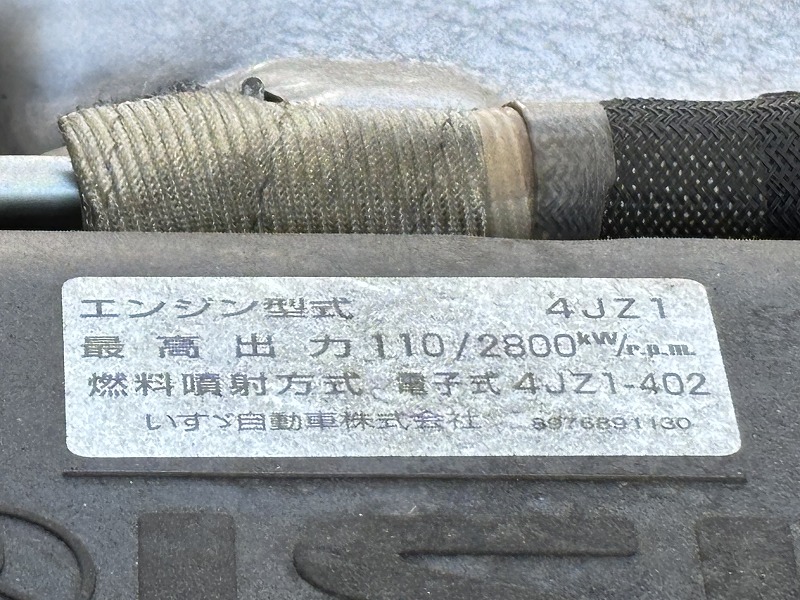 エンジン型式 4JZ1
最高出力 110/2800kW/r.p.m.
燃料噴射方式 電子式 4JZ1-402
いすゞ自動車株式会社 8976891130